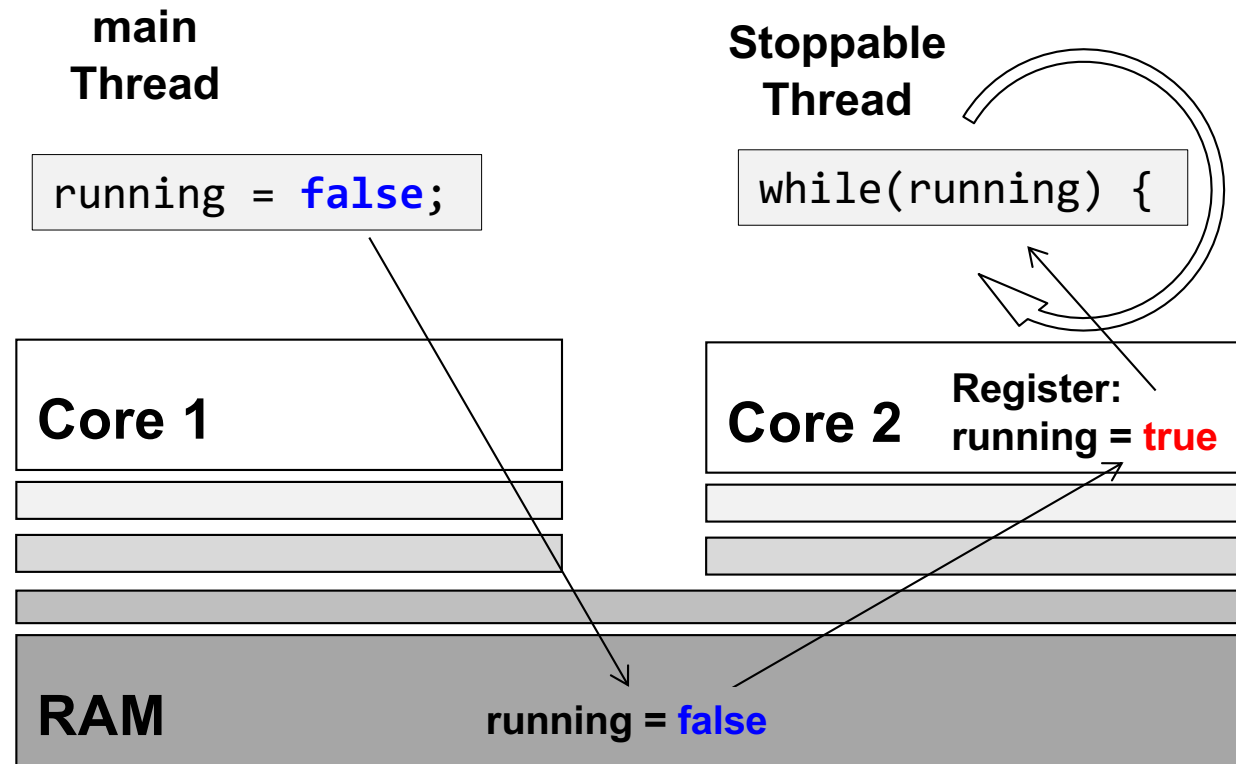 main
Thread
running = false;
Stoppable
Thread
while(running) {
Core 1
Core 2
Register:
running = true
RAM
running = false